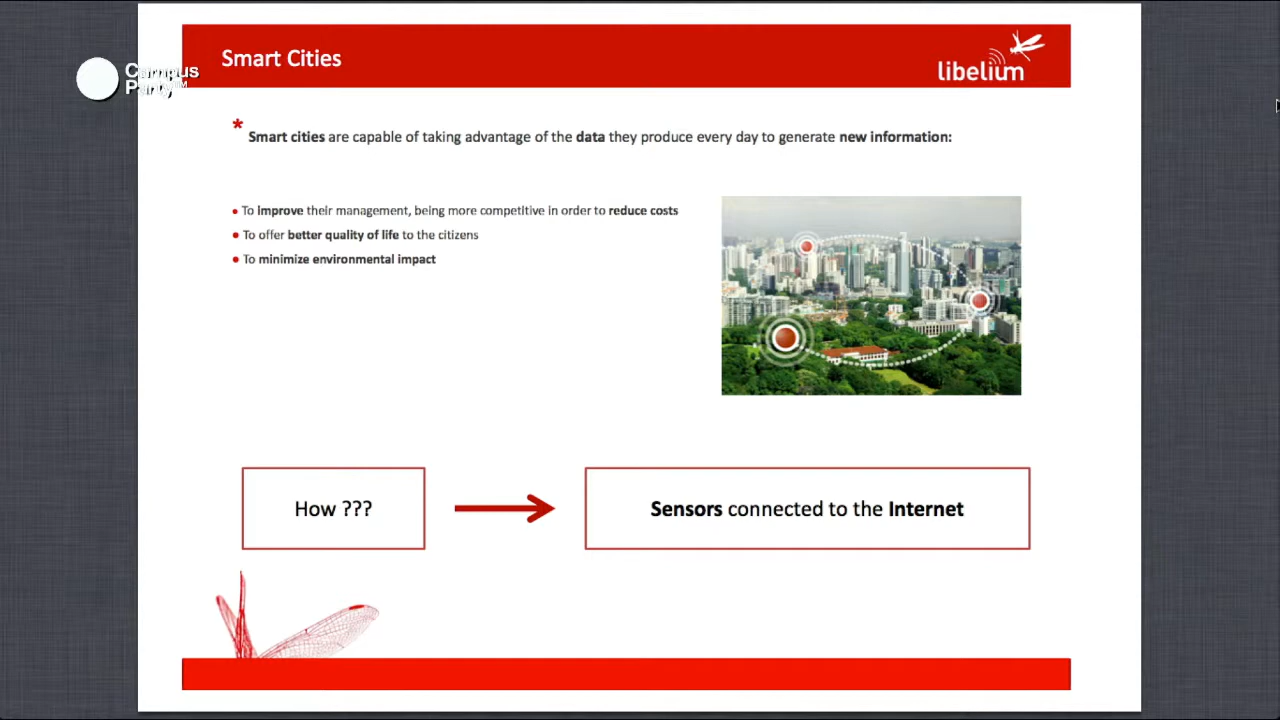 Smart Cities
libelium
Campus
Party™
* Smart cities are capable of taking advantage of the data they produce every day to generate new information:
• To improve their management, being more competitive in order to reduce costs
• To offer better quality of life to the citizens
• To minimize environmental impact
How ???
Sensors connected to the Internet